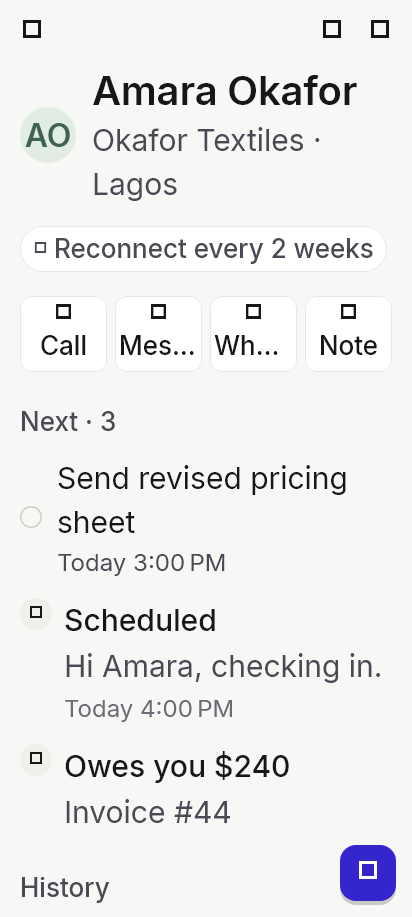 AO
Amara Okafor
Okafor Textiles ·
Lagos
Reconnect every 2 weeks
Call
Mes...
Wh...
Note
Next · 3
Send revised pricing
sheet
Today 3:00 PM
Scheduled
Hi Amara, checking in.
Today 4:00 PM
Owes you $240
Invoice #44
History